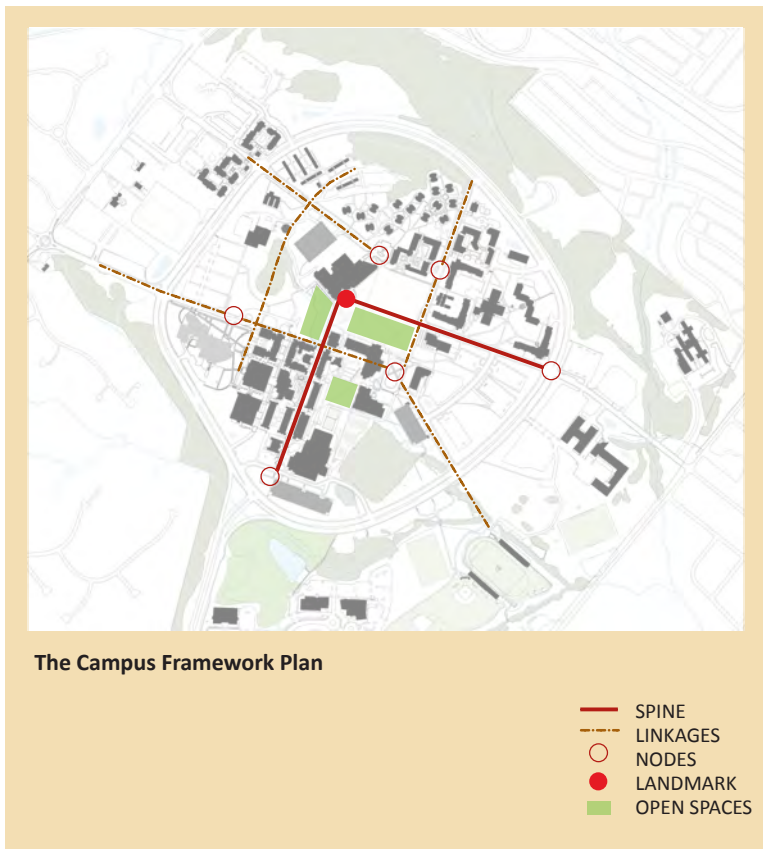 The Campus Framework Plan
SPINE
LINKAGES
NODES
LANDMARK
OPEN SPACES